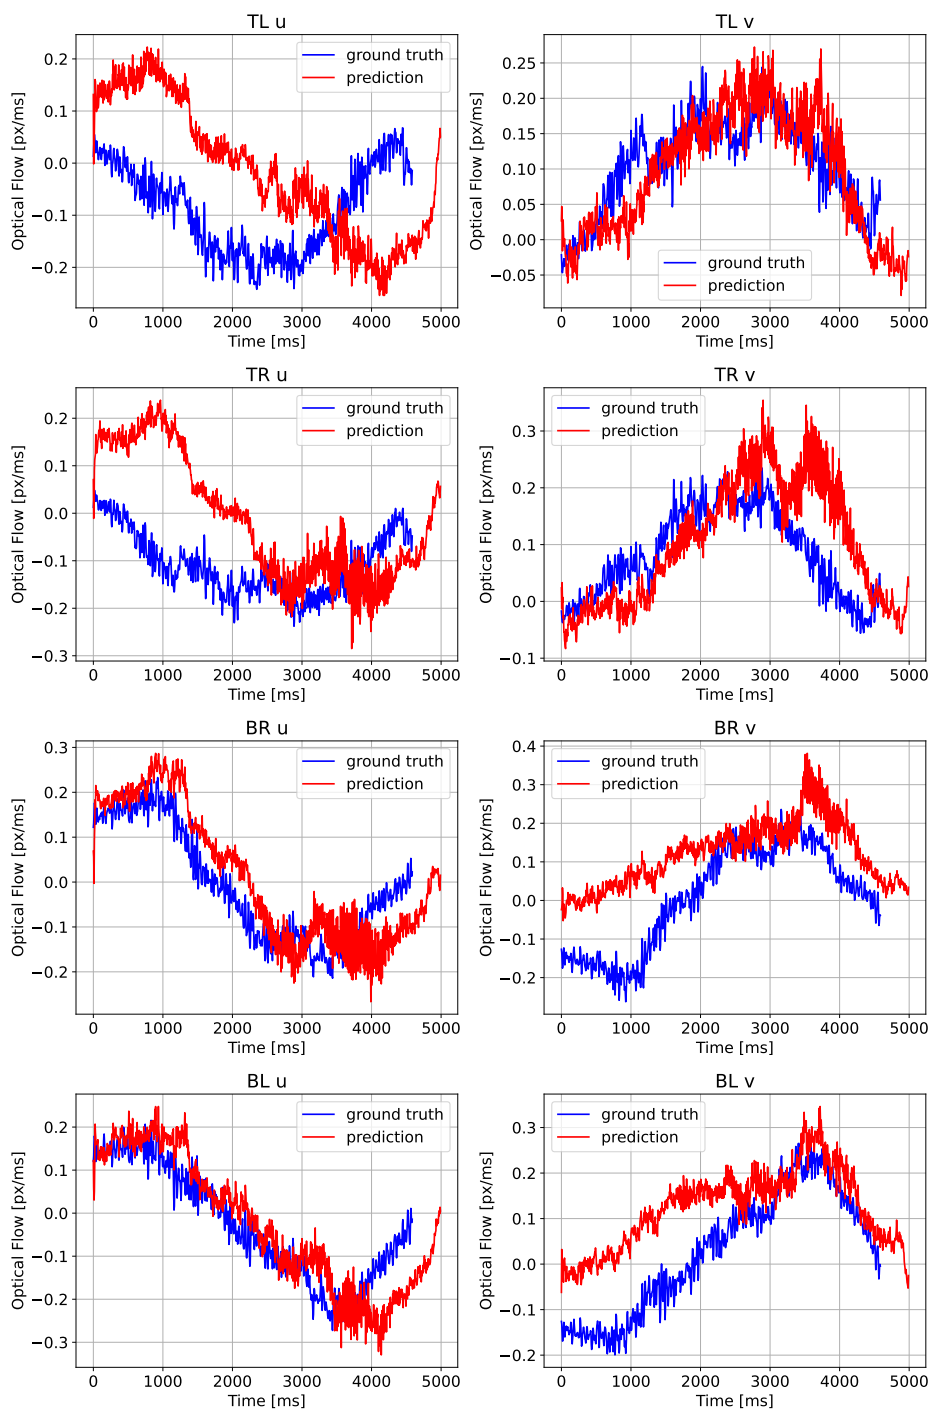 TL u
0.2
0.1
0.0
−0.1
−0.2
Optical Flow [px/ms]
ground truth
prediction
0 1000 2000 3000 4000 5000
Time [ms]
TL v
0.25
0.20
0.15
0.10
0.05
0.00
−0.05
Optical Flow [px/ms]
ground truth
prediction
0 1000 2000 3000 4000 5000
Time [ms]
TR u
0.2
0.1
0.0
−0.1
−0.2
−0.3
Optical Flow [px/ms]
ground truth
prediction
0 1000 2000 3000 4000 5000
Time [ms]
TR v
0.3
0.2
0.1
0.0
−0.1
Optical Flow [px/ms]
ground truth
prediction
0 1000 2000 3000 4000 5000
Time [ms]
BR u
0.3
0.2
0.1
0.0
−0.1
−0.2
Optical Flow [px/ms]
ground truth
prediction
0 1000 2000 3000 4000 5000
Time [ms]
BR v
0.4
0.3
0.2
0.1
0.0
−0.1
−0.2
Optical Flow [px/ms]
ground truth
prediction
0 1000 2000 3000 4000 5000
Time [ms]
BL u
0.2
0.1
0.0
−0.1
−0.2
−0.3
Optical Flow [px/ms]
ground truth
prediction
0 1000 2000 3000 4000 5000
Time [ms]
BL v
0.3
0.2
0.1
0.0
−0.1
−0.2
Optical Flow [px/ms]
ground truth
prediction
0 1000 2000 3000 4000 5000
Time [ms]